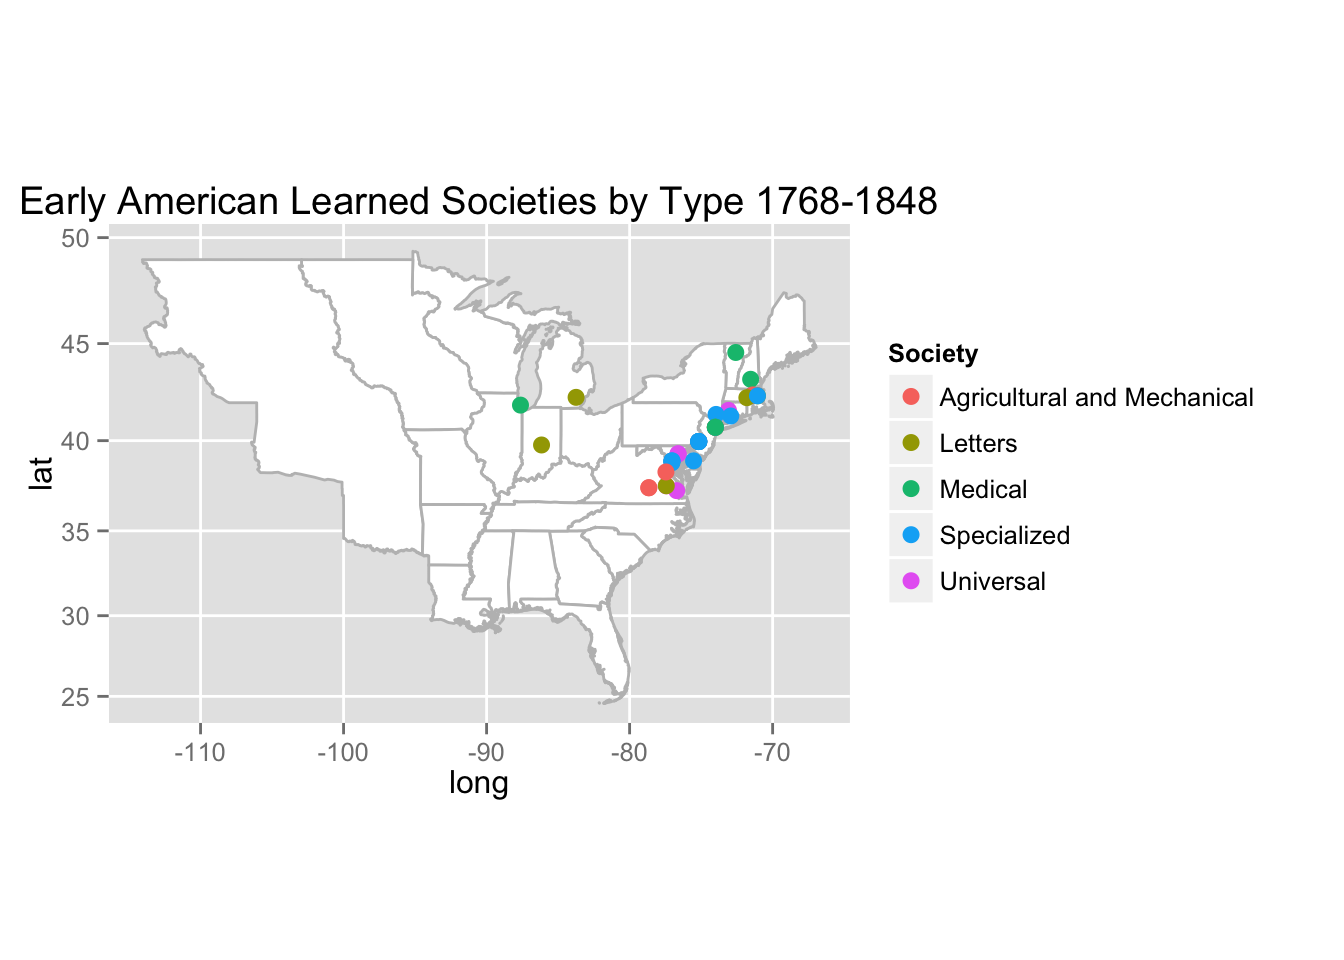 Early American Learned Societies by Type 1768-1848
50
45
40
35
30
25
lat
-110
-100
-90
-80
-70
long
Society
Agricultural and Mechanical
Letters
Medical
Specialized
Universal